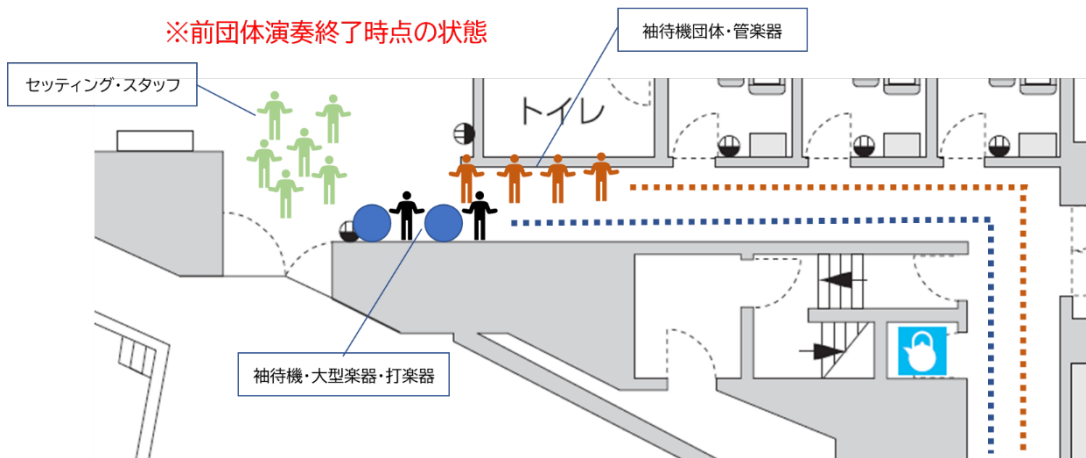 ※前団体演奏終了時点の状態
袖待機団体・管楽器
セッティング・スタッフ
トイレ
袖待機・大型楽器・打楽器